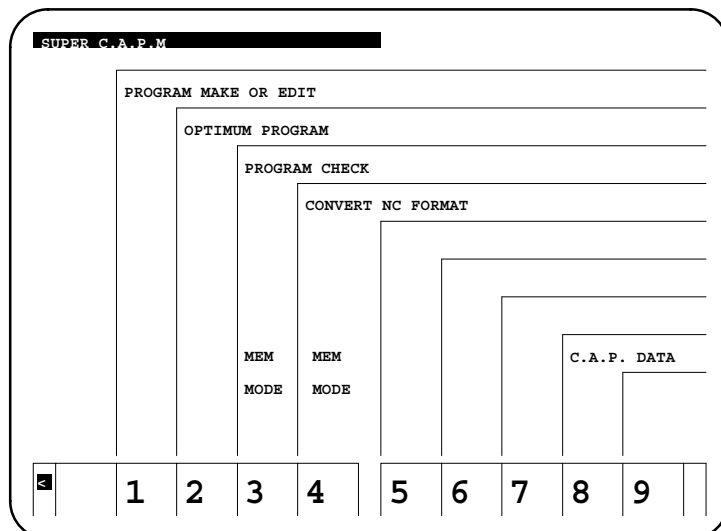 SUPER C.A.P.M
PROGRAM MAKE OR EDIT
OPTIMUM PROGRAM
PROGRAM CHECK
CONVERT NC FORMAT
MEM MEM C.A.P. DATA
MODE MODE
< 1 2 3 4 5 6 7 8 9